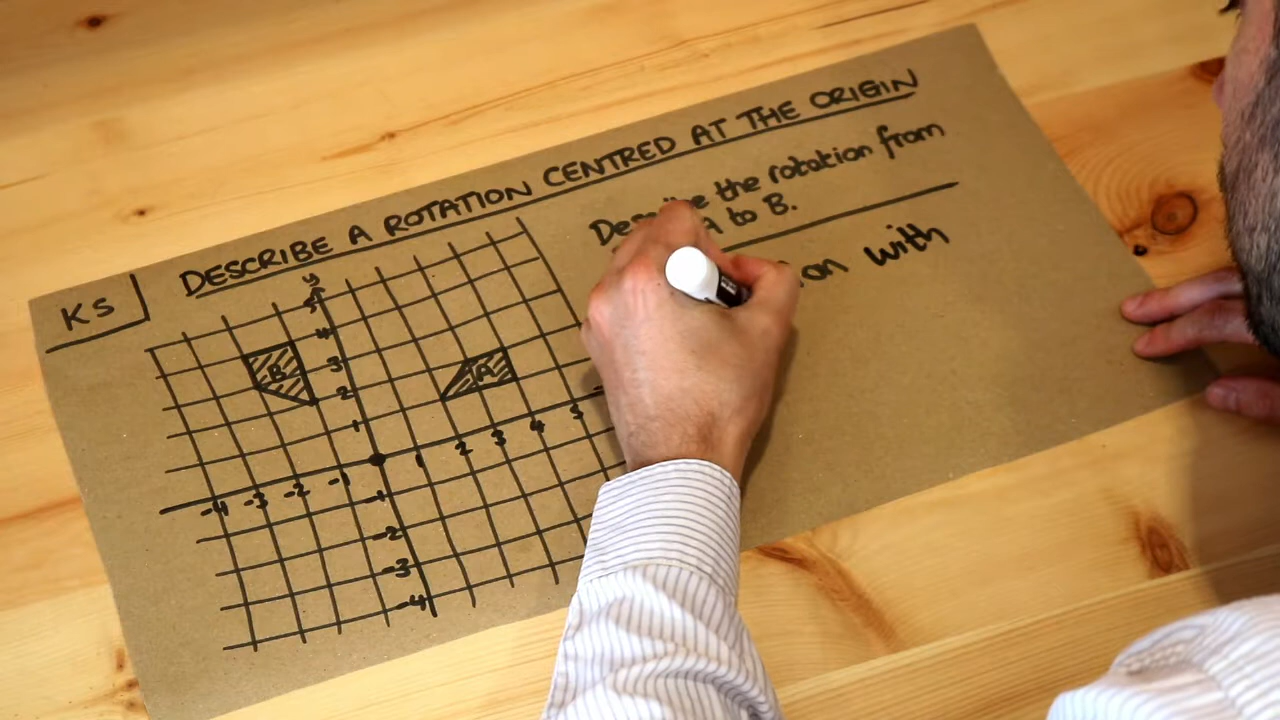 K5
DESCRIBE A ROTATION CENTRED AT THE ORIGIN
the rotation from
A to B.
with
y
5
4
3
2
1
-4 -3 -2 -1 1 2 3 4 5
-1
-2
-3
-4
B
A